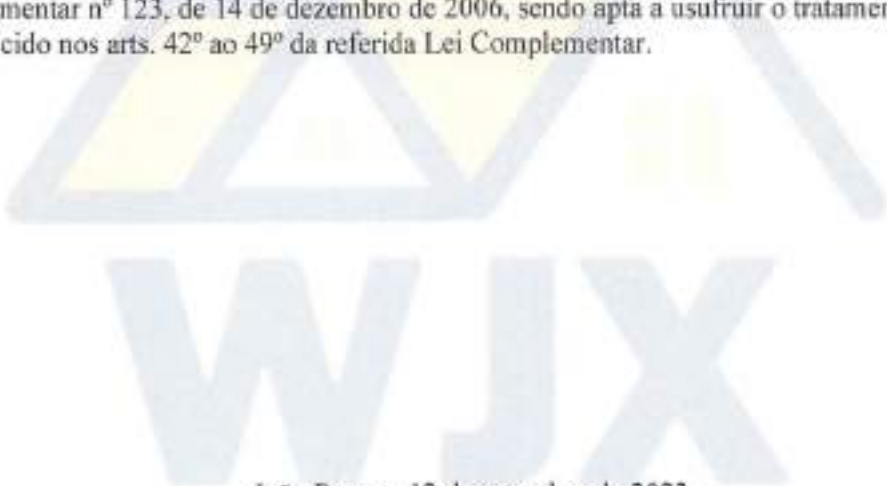 mentar nº 123, de 14 de dezembro de 2006, sendo apta a usufruir o tratamen
cido nos arts. 42º ao 49º da referida Lei Complementar.
WJX